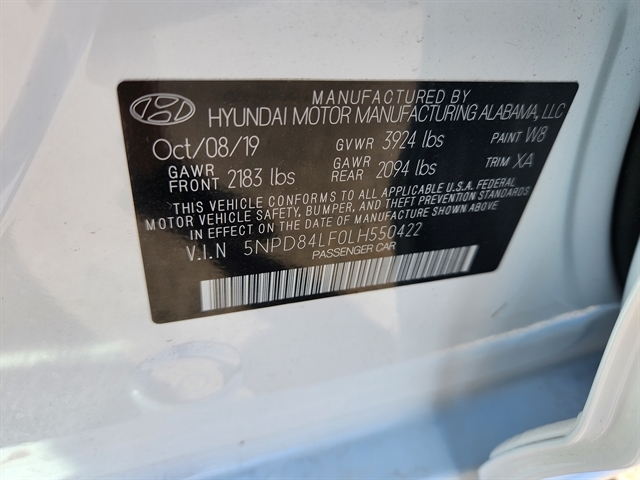 MANUFACTURED BY
HYUNDAI MOTOR MANUFACTURING ALABAMA, LLC
Oct/08/19 GVWR 3924 lbs PAINT W8
GAWR FRONT 2183 lbs GAWR REAR 2094 lbs TRIM XA
THIS VEHICLE CONFORMS TO ALL APPLICABLE U.S.A. FEDERAL
MOTOR VEHICLE SAFETY, BUMPER, AND THEFT PREVENTION STANDARDS
IN EFFECT ON THE DATE OF MANUFACTURE SHOWN ABOVE.
V.I.N 5NPD84LF0LH550422
PASSENGER CAR